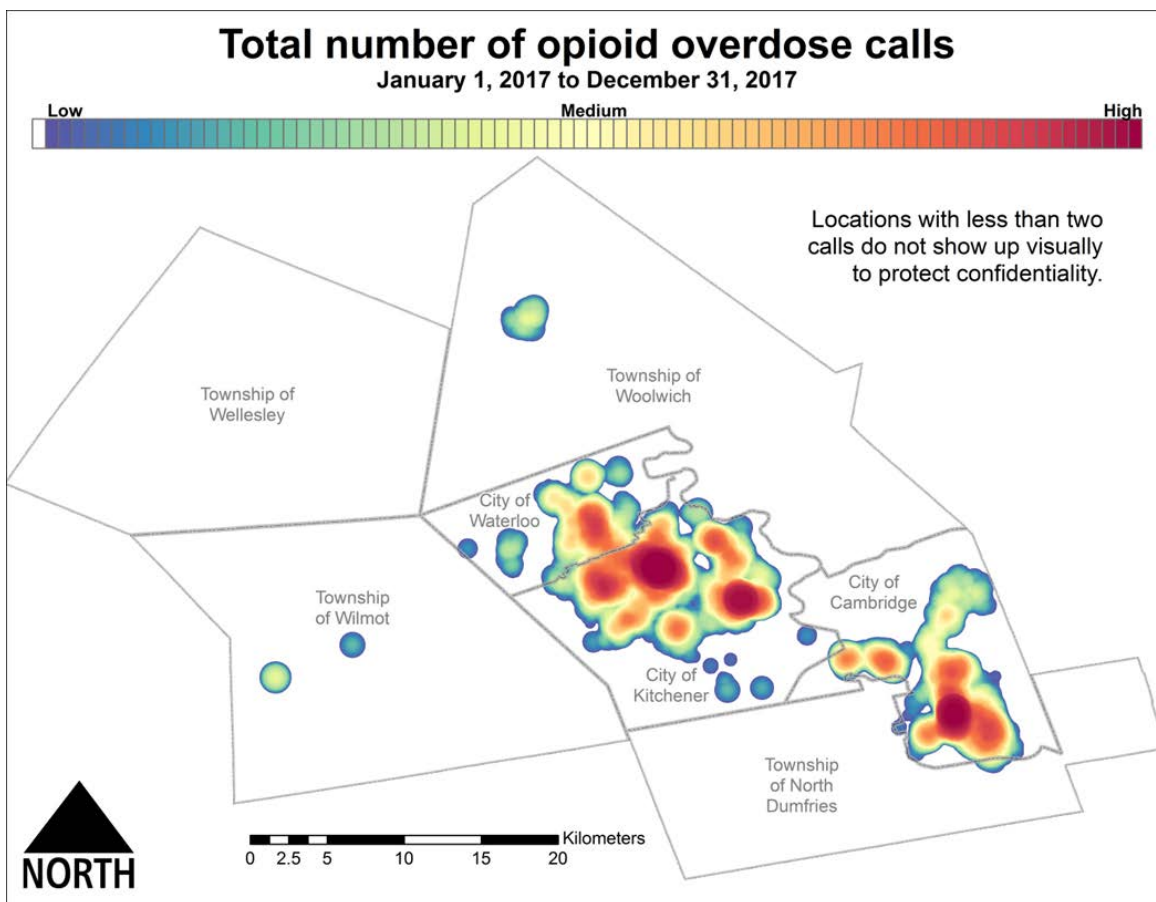 Total number of opioid overdose calls
January 1, 2017 to December 31, 2017
Low Medium High
Locations with less than two
calls do not show up visually
to protect confidentiality.
Township of
Wellesley
Township of
Woolwich
City of
Waterloo
Township
of Wilmot
City of
Cambridge
City of
Kitchener
Township
of North
Dumfries
NORTH
Kilometers
0 2.5 5 10 15 20